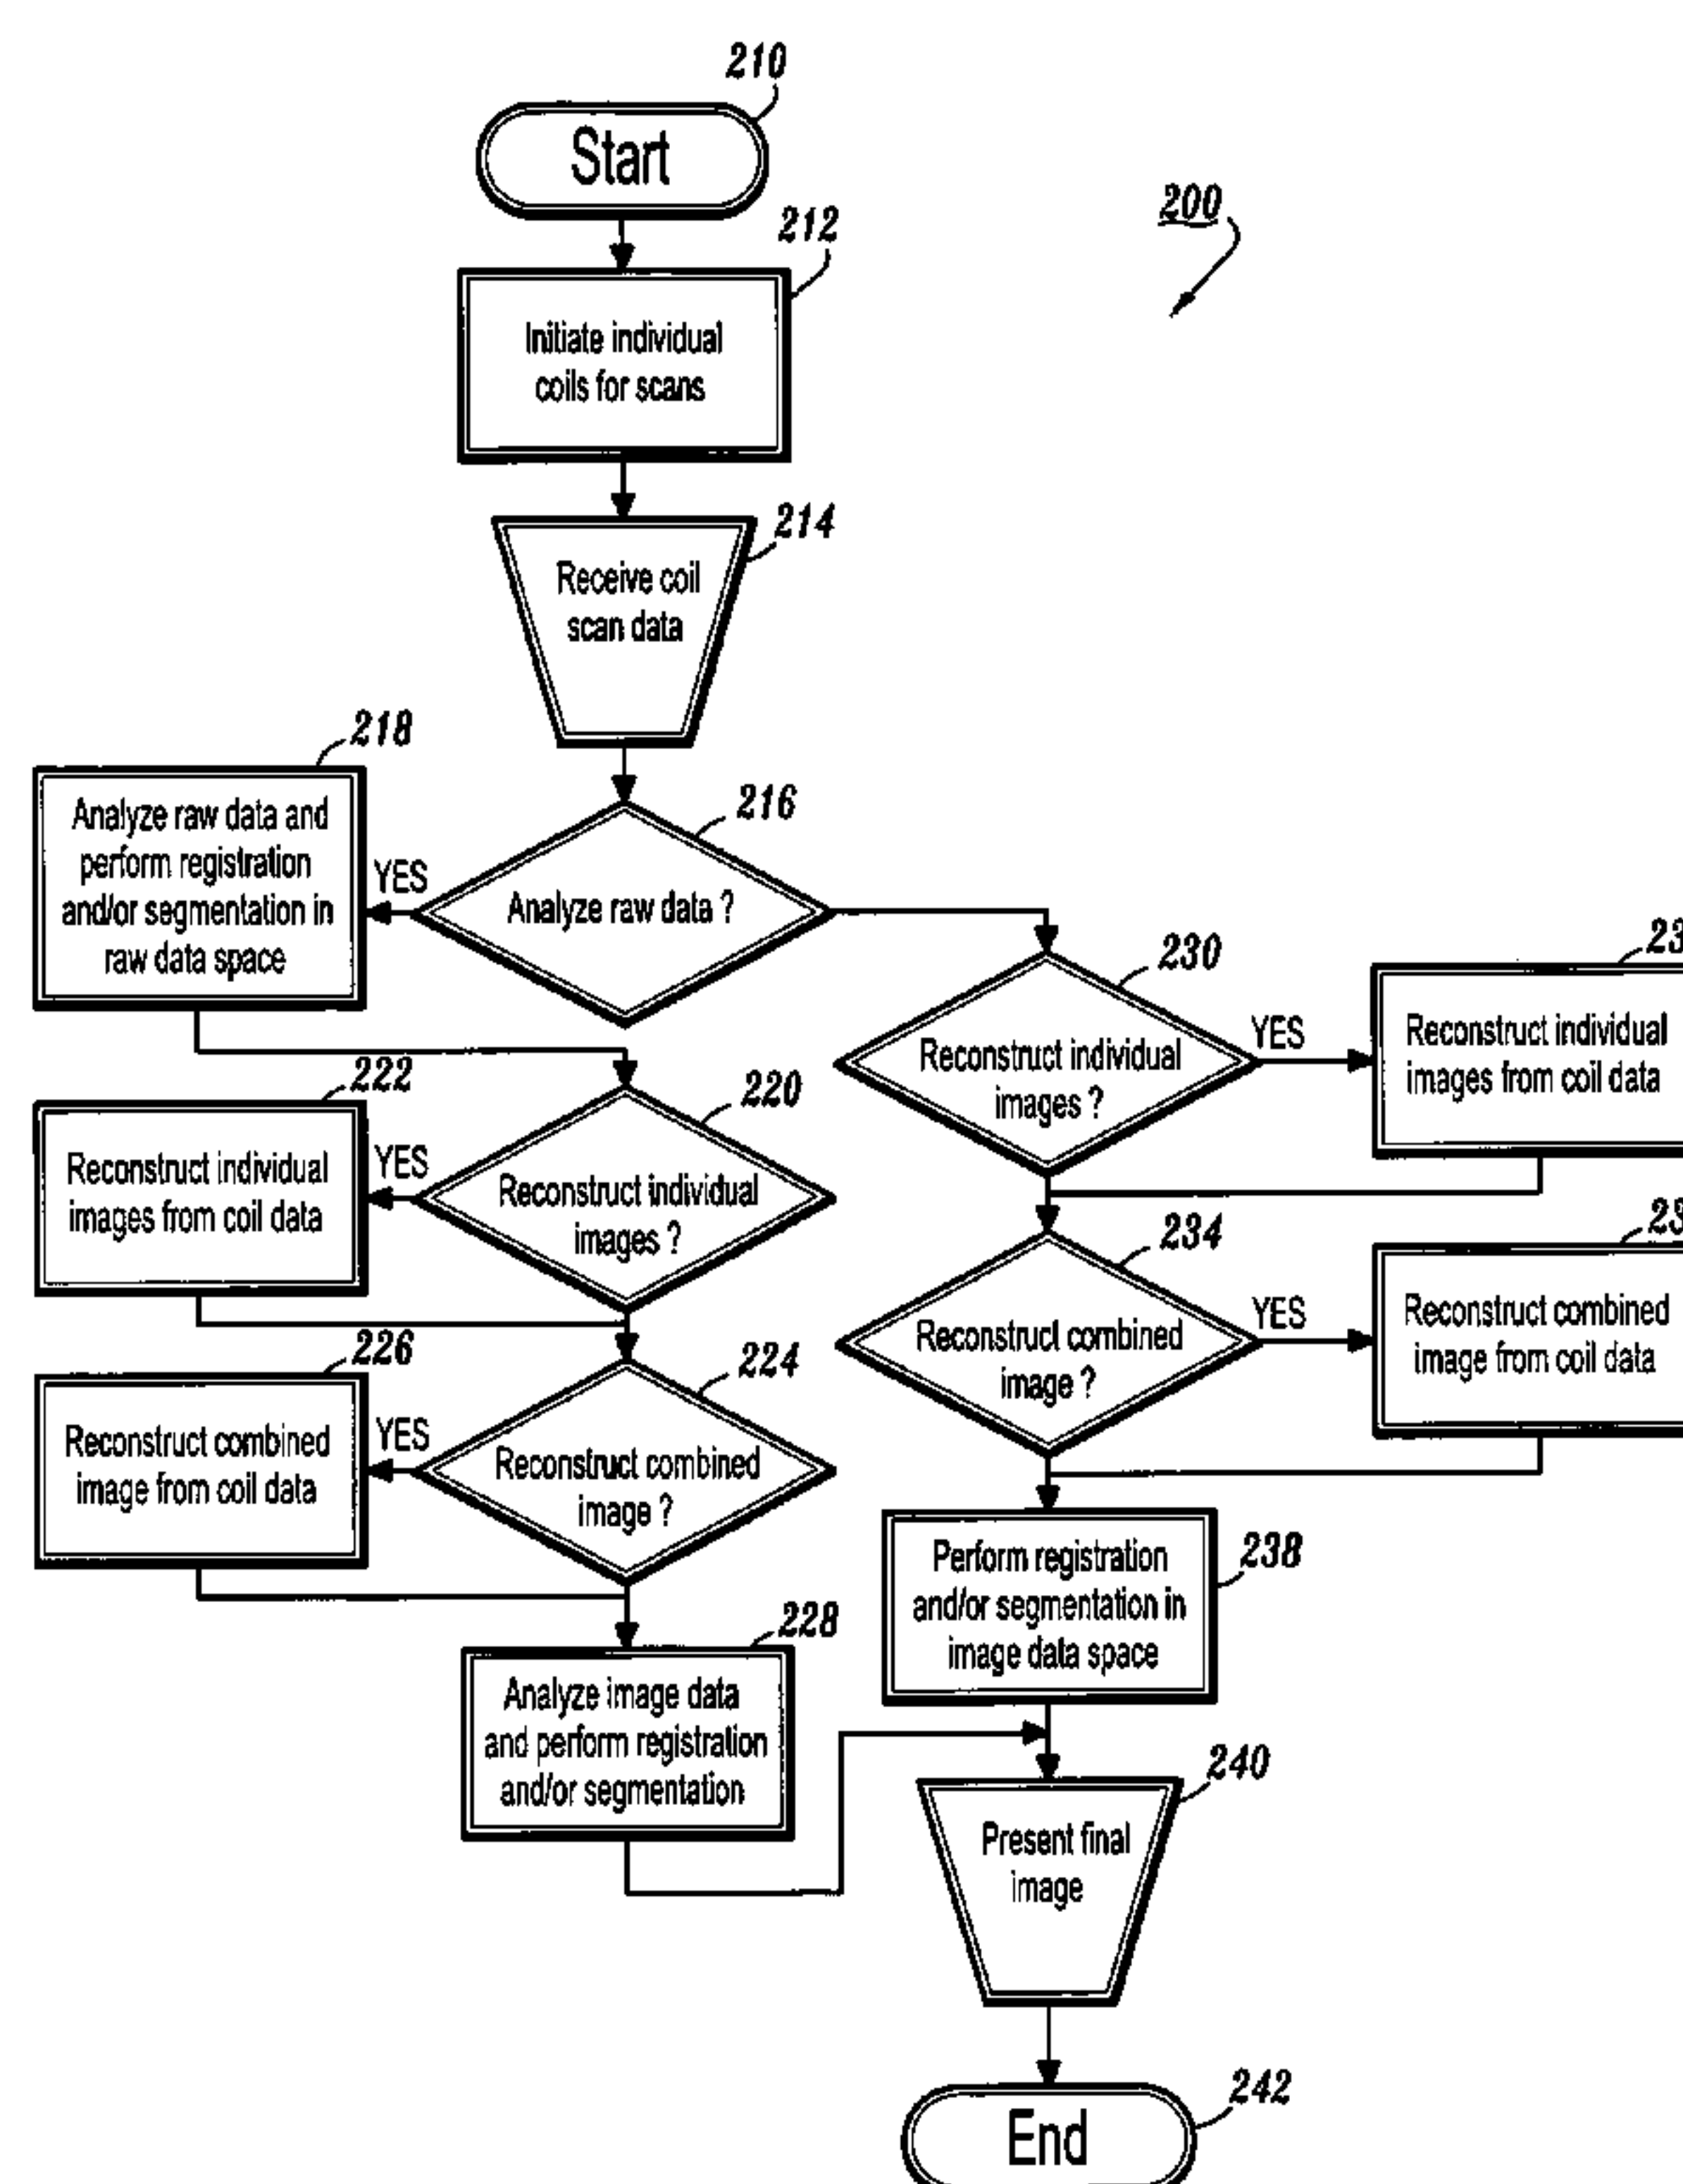 210
Start
200
212
Initiate individual
coils for scans
214
Receive coil
scan data
218
Analyze raw data and
perform registration
and/or segmentation in
raw data space
YES
216
Analyze raw data ?
230
Reconstruct individual
images ?
YES
Reconstruct individual
images from coil data
222
Reconstruct individual
images from coil data
YES
220
Reconstruct individual
images ?
234
Reconstruct combined
image ?
YES
Reconstruct combined
image from coil data
226
Reconstruct combined
image from coil data
YES
224
Reconstruct combined
image ?
238
Perform registration
and/or segmentation in
image data space
228
Analyze image data
and perform registration
and/or segmentation
240
Present final
image
242
End